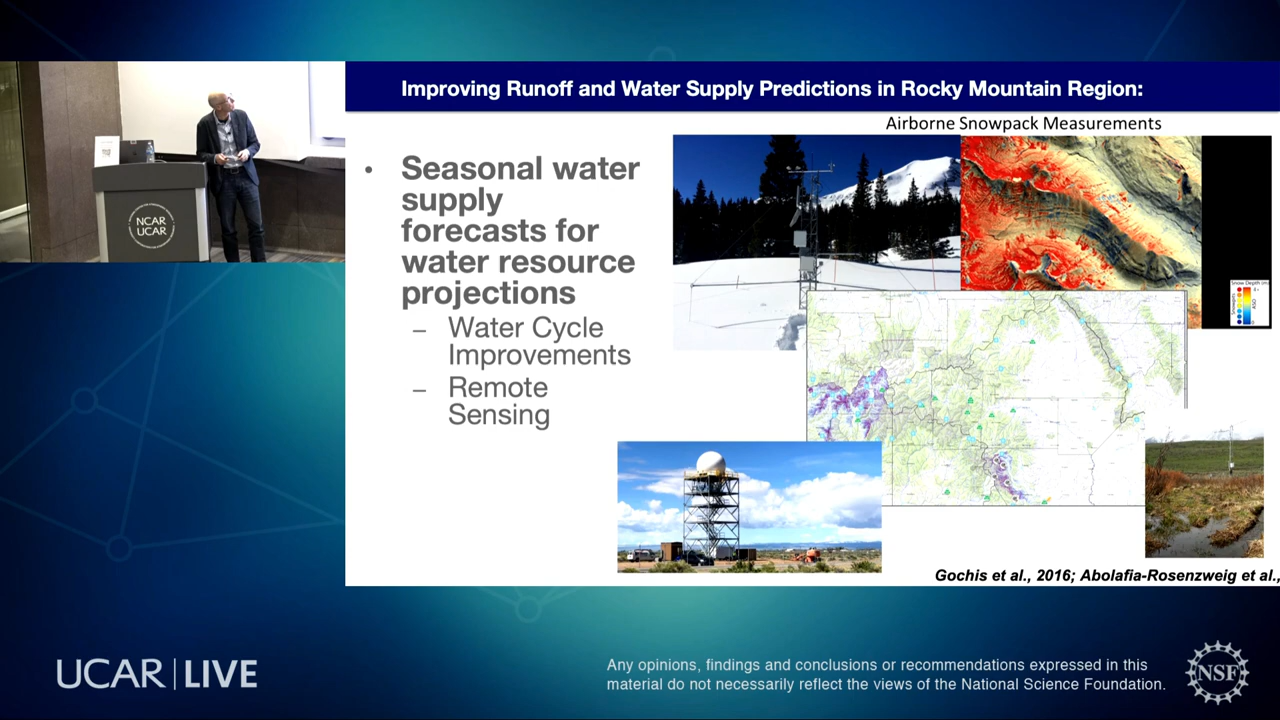 Improving Runoff and Water Supply Predictions in Rocky Mountain Region:
Airborne Snowpack Measurements
• Seasonal water
supply
forecasts for
water resource
projections
– Water Cycle
Improvements
– Remote
Sensing
NCAR
UCAR
Snow Depth (m)
ASO
Gochis et al., 2016; Abolafia-Rosenzweig et al.,
UCAR | LIVE
Any opinions, findings and conclusions or recommendations expressed in this
material do not necessarily reflect the views of the National Science Foundation.
NSF